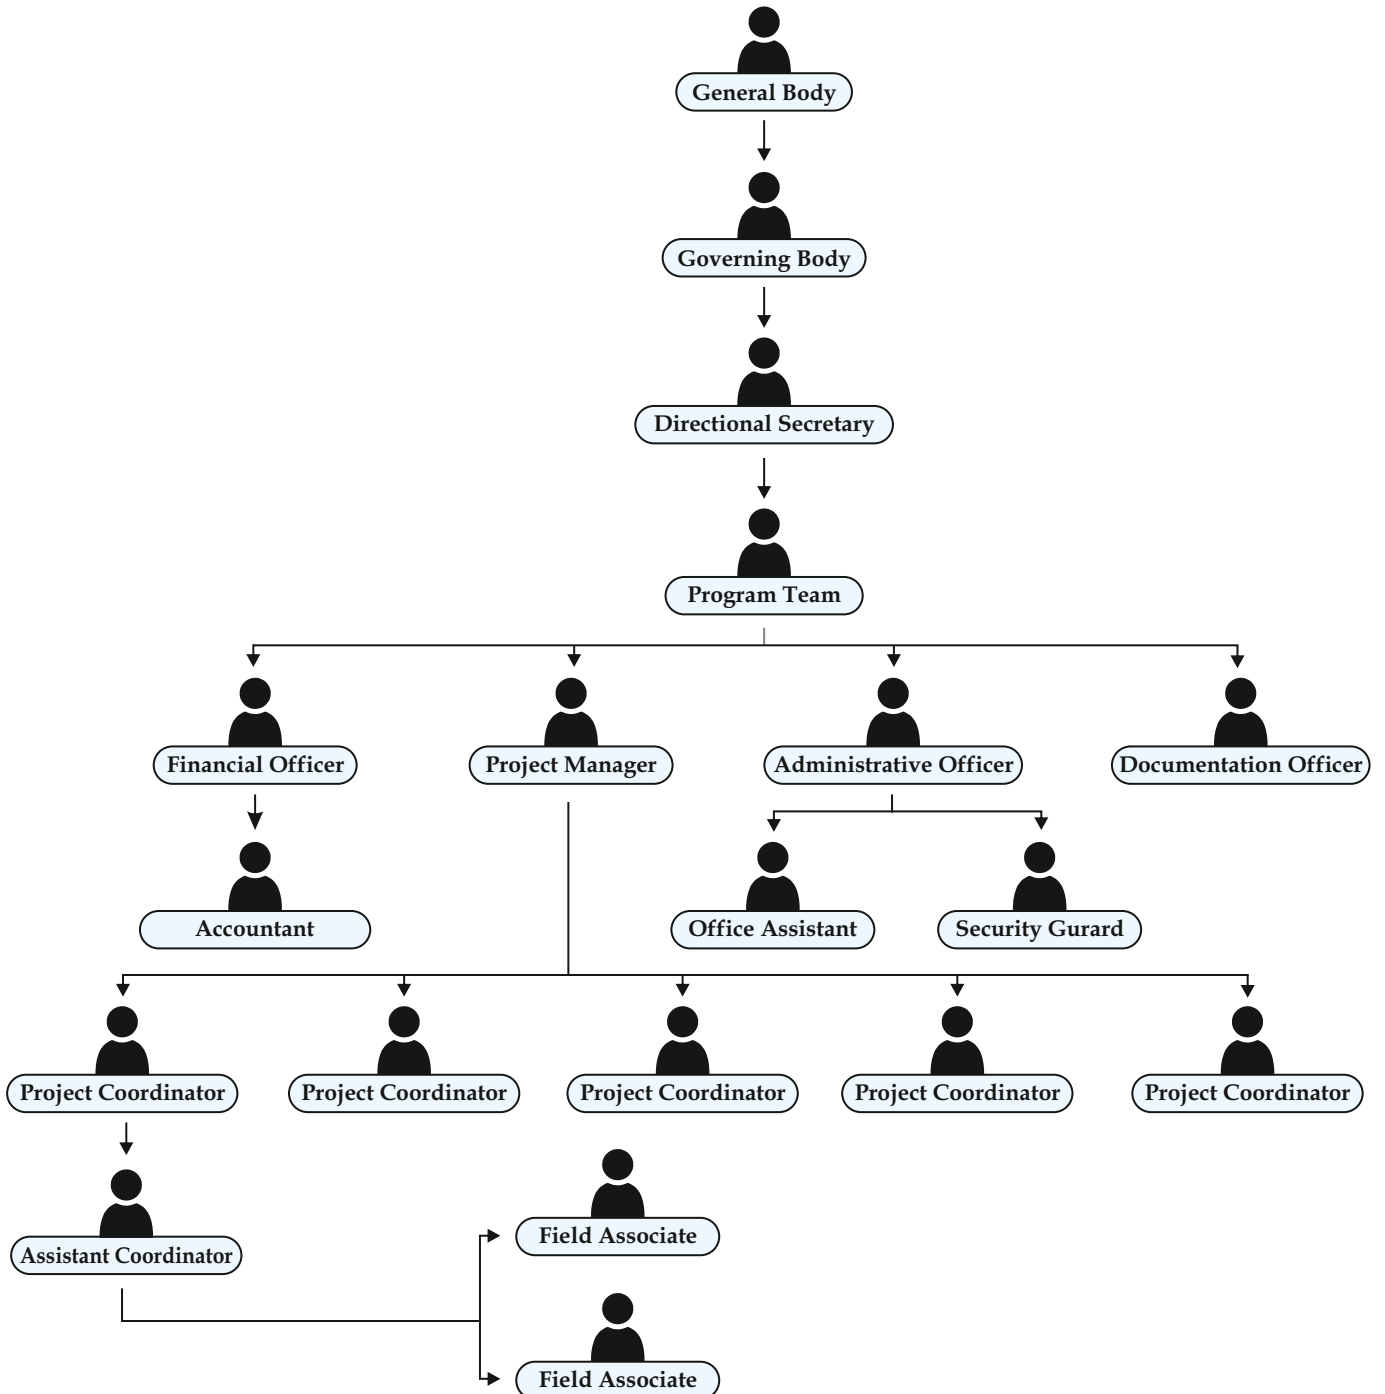 General Body
Governing Body
Directional Secretary
Program Team
Financial Officer
Project Manager
Administrative Officer
Documentation Officer
Accountant
Office Assistant
Security Gurard
Project Coordinator
Project Coordinator
Project Coordinator
Project Coordinator
Project Coordinator
Assistant Coordinator
Field Associate
Field Associate